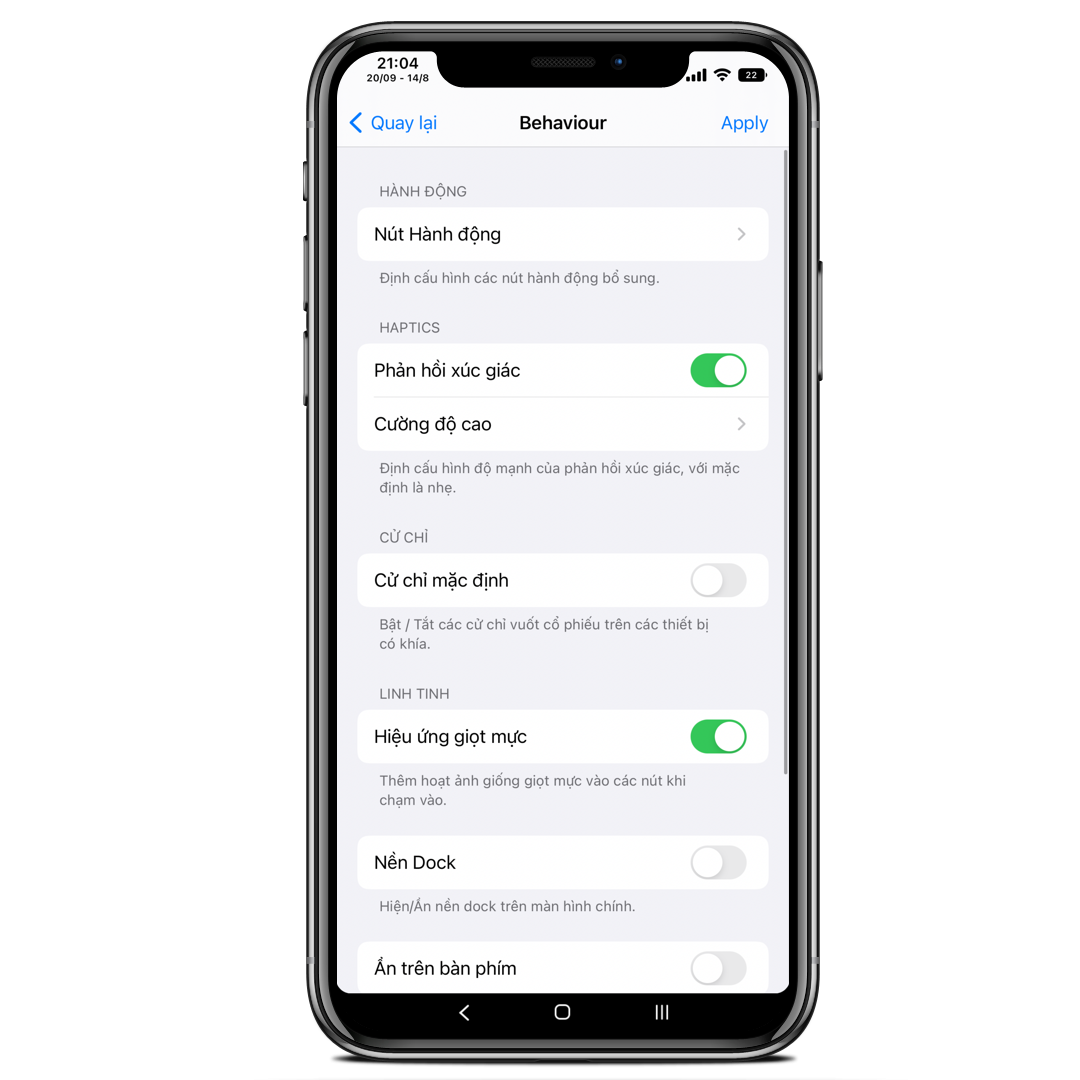 21:04
20/09 - 14/8
22
Quay lại
Behaviour
Apply
HÀNH ĐỘNG
Nút Hành động
Định cấu hình các nút hành động bổ sung.
HAPTICS
Phản hồi xúc giác
Cường độ cao
Định cấu hình độ mạnh của phản hồi xúc giác, với mặc
định là nhẹ.
CỬ CHỈ
Cử chỉ mặc định
Bật / Tắt các cử chỉ vuốt cổ phiếu trên các thiết bị
có khía.
LINH TINH
Hiệu ứng giọt mực
Thêm hoạt ảnh giống giọt mực vào các nút khi
chạm vào.
Nền Dock
Hiện/Ẩn nền dock trên màn hình chính.
Ẩn trên bàn phím